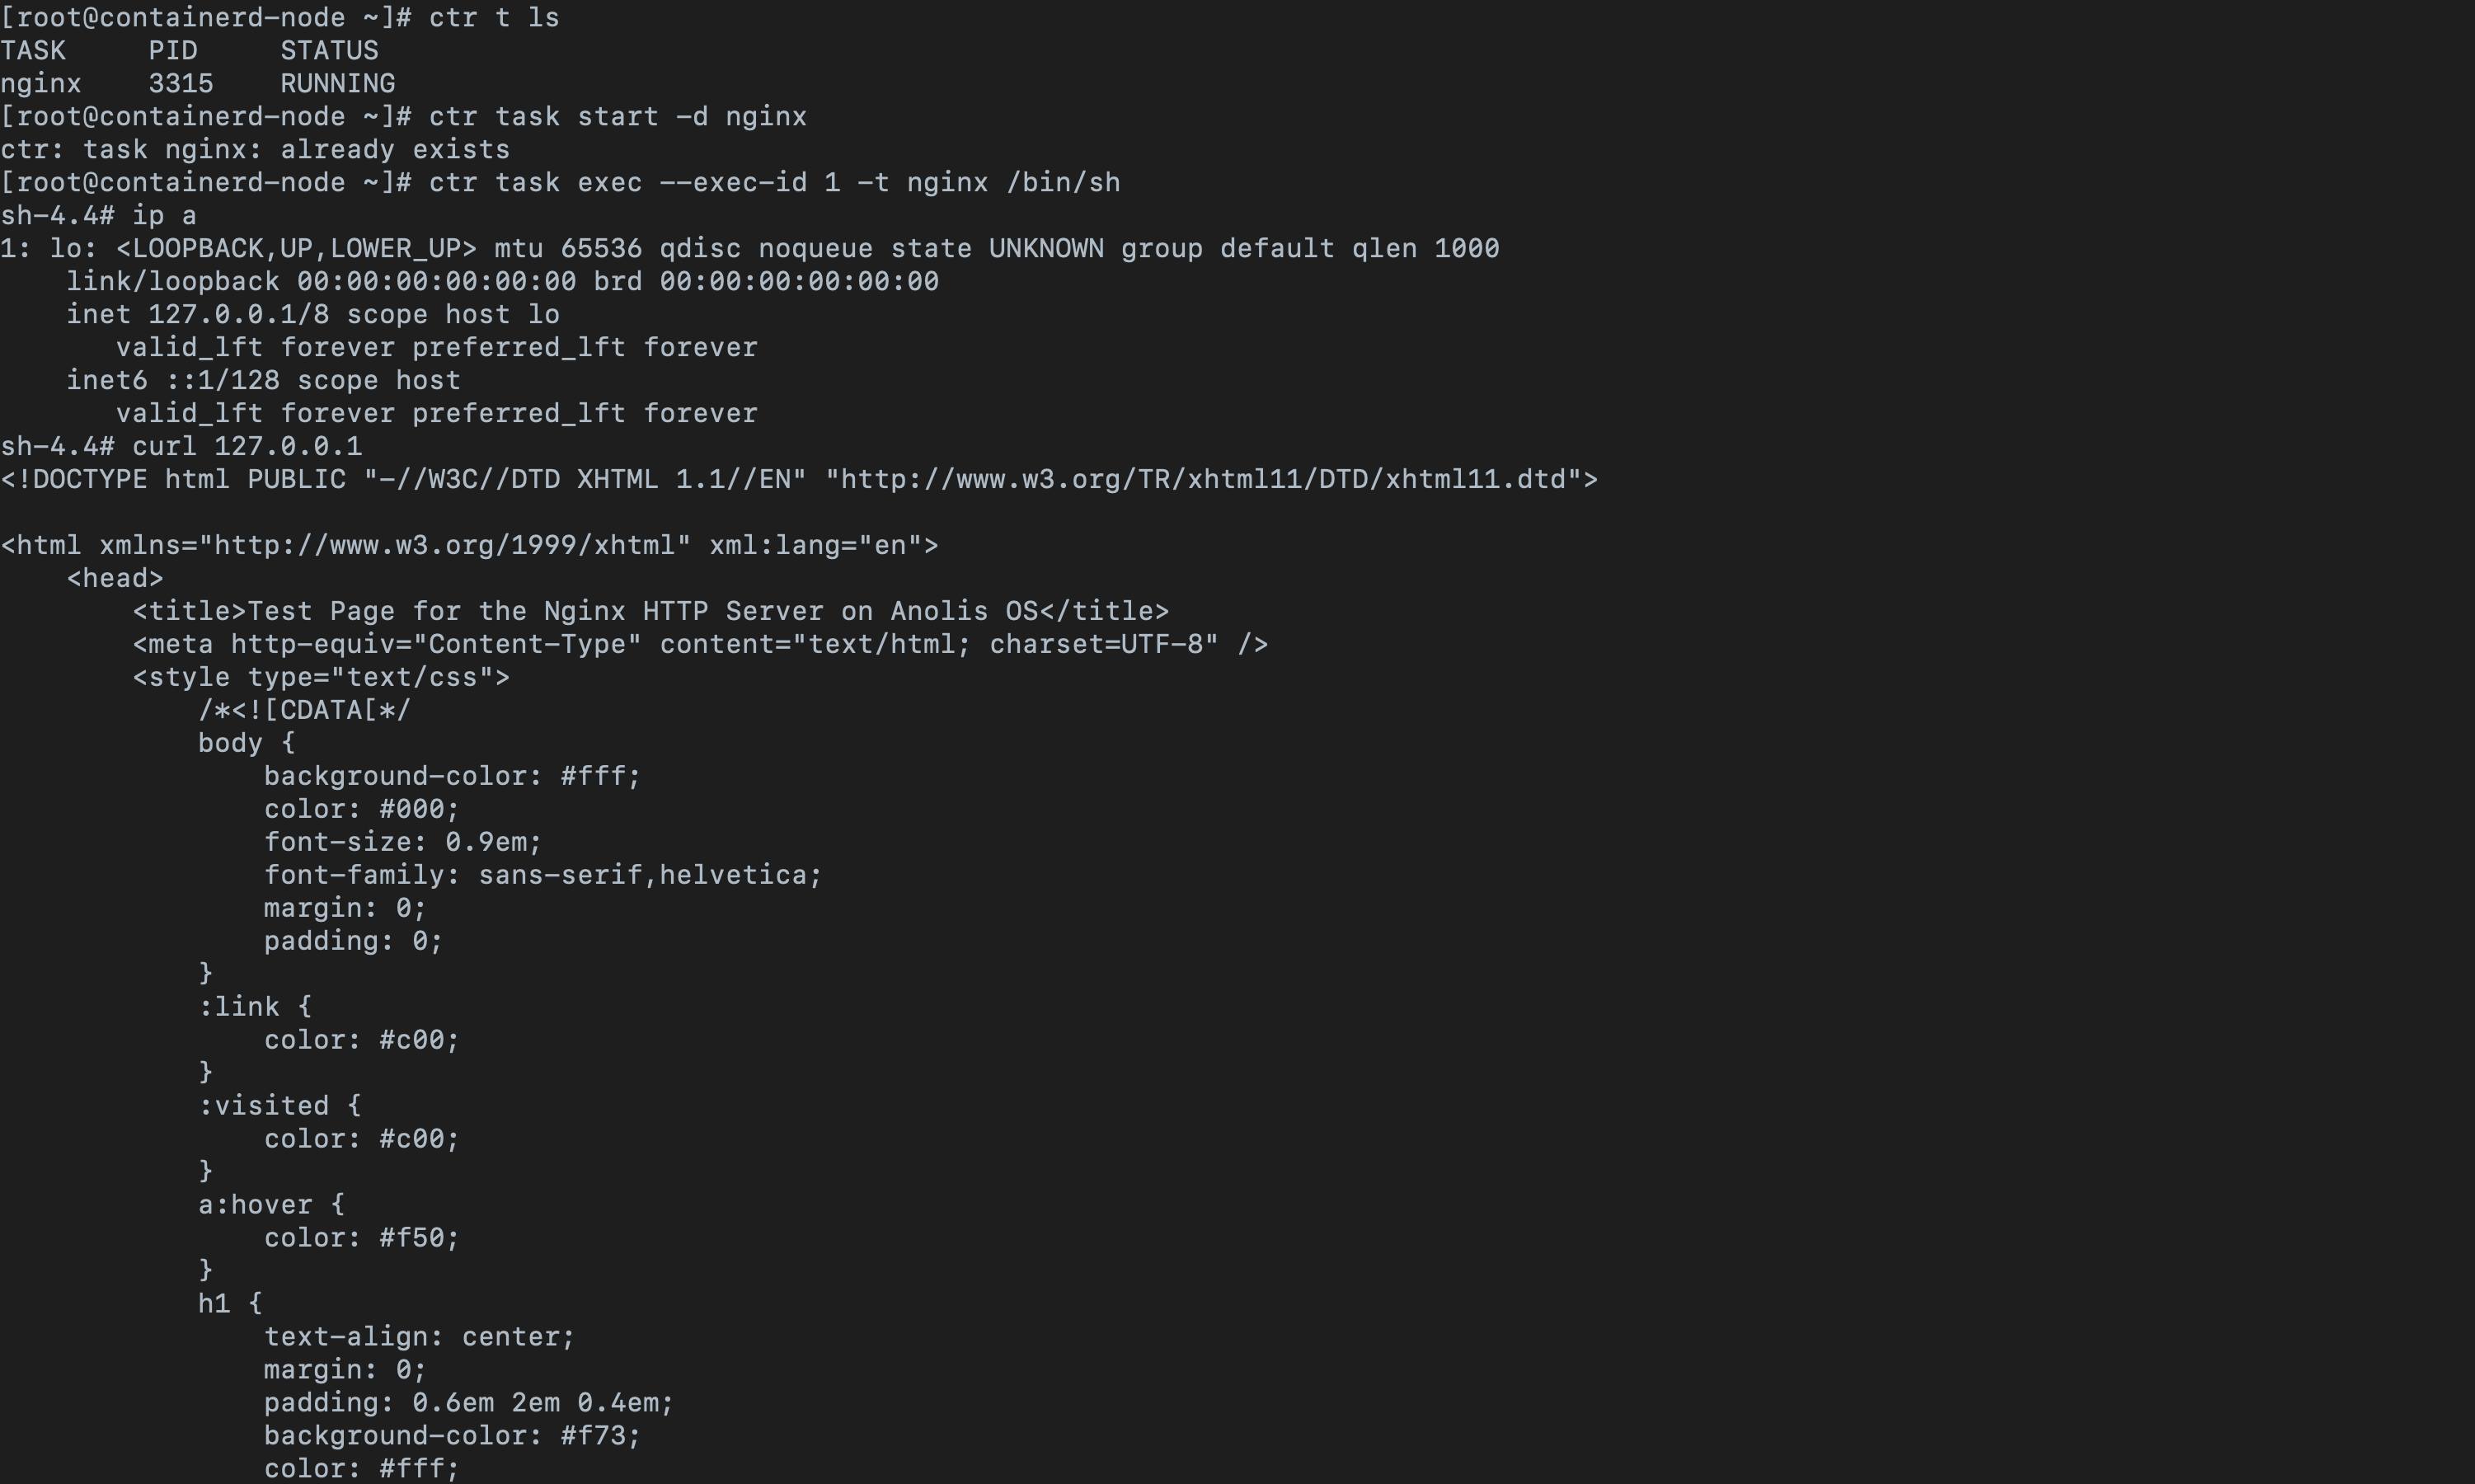 [root@containerd-node ~]# ctr t ls
TASK     PID     STATUS
nginx    3315    RUNNING
[root@containerd-node ~]# ctr task start -d nginx
ctr: task nginx: already exists
[root@containerd-node ~]# ctr task exec --exec-id 1 -t nginx /bin/sh
sh-4.4# ip a
1: lo: <LOOPBACK,UP,LOWER_UP> mtu 65536 qdisc noqueue state UNKNOWN group default qlen 1000
    link/loopback 00:00:00:00:00:00 brd 00:00:00:00:00:00
    inet 127.0.0.1/8 scope host lo
       valid_lft forever preferred_lft forever
    inet6 ::1/128 scope host
       valid_lft forever preferred_lft forever
sh-4.4# curl 127.0.0.1
<!DOCTYPE html PUBLIC "-//W3C//DTD XHTML 1.1//EN" "http://www.w3.org/TR/xhtml11/DTD/xhtml11.dtd">

<html xmlns="http://www.w3.org/1999/xhtml" xml:lang="en">
    <head>
        <title>Test Page for the Nginx HTTP Server on Anolis OS</title>
        <meta http-equiv="Content-Type" content="text/html; charset=UTF-8" />
        <style type="text/css">
            /*<![CDATA[*/
            body {
                background-color: #fff;
                color: #000;
                font-size: 0.9em;
                font-family: sans-serif,helvetica;
                margin: 0;
                padding: 0;
            }
            :link {
                color: #c00;
            }
            :visited {
                color: #c00;
            }
            a:hover {
                color: #f50;
            }
            h1 {
                text-align: center;
                margin: 0;
                padding: 0.6em 2em 0.4em;
                background-color: #f73;
                color: #fff;